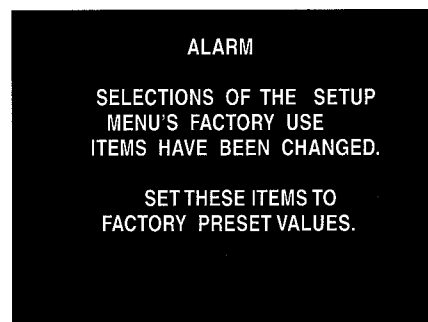 ALARM
SELECTIONS OF THE SETUP
MENU'S FACTORY USE
ITEMS HAVE BEEN CHANGED.
SET THESE ITEMS TO
FACTORY PRESET VALUES.